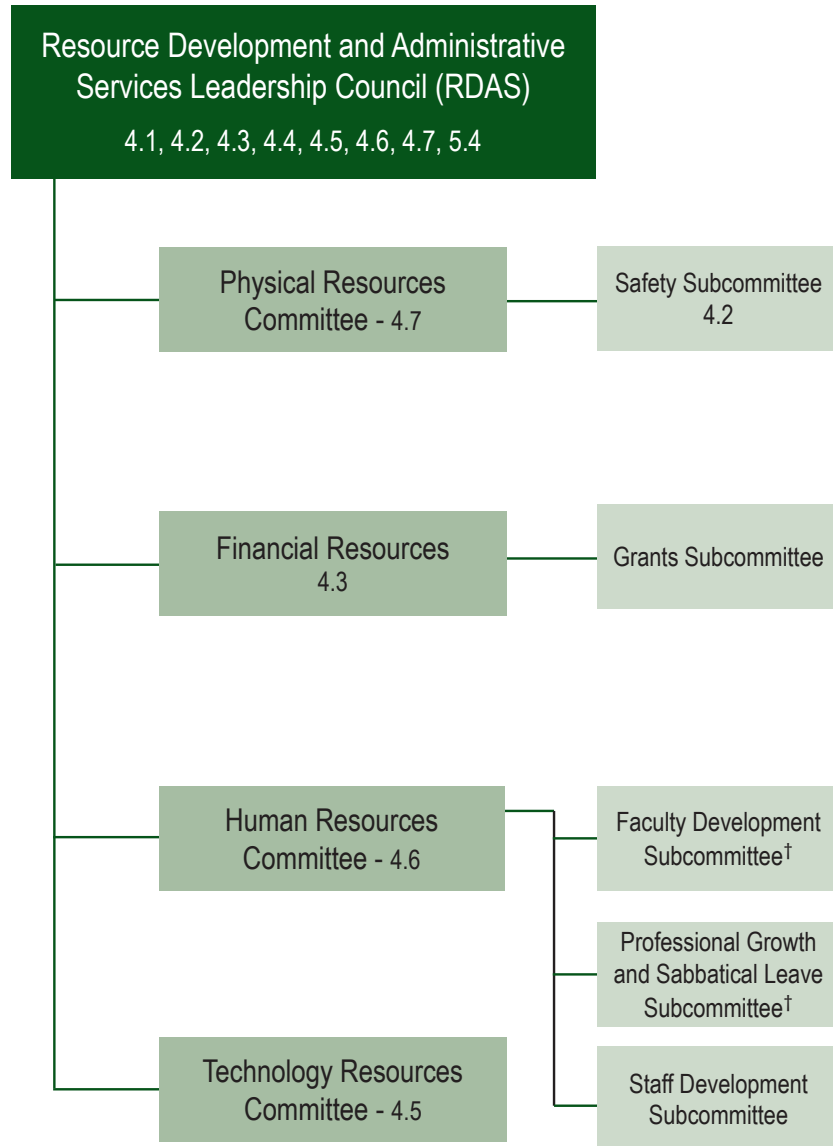 Resource Development and Administrative
Services Leadership Council (RDAS)
4.1, 4.2, 4.3, 4.4, 4.5, 4.6, 4.7, 5.4
Physical Resources
Committee - 4.7
Safety Subcommittee
4.2
Financial Resources
4.3
Grants Subcommittee
Human Resources
Committee - 4.6
Faculty Development
Subcommittee†
Professional Growth
and Sabbatical Leave
Subcommittee†
Technology Resources
Committee - 4.5
Staff Development
Subcommittee